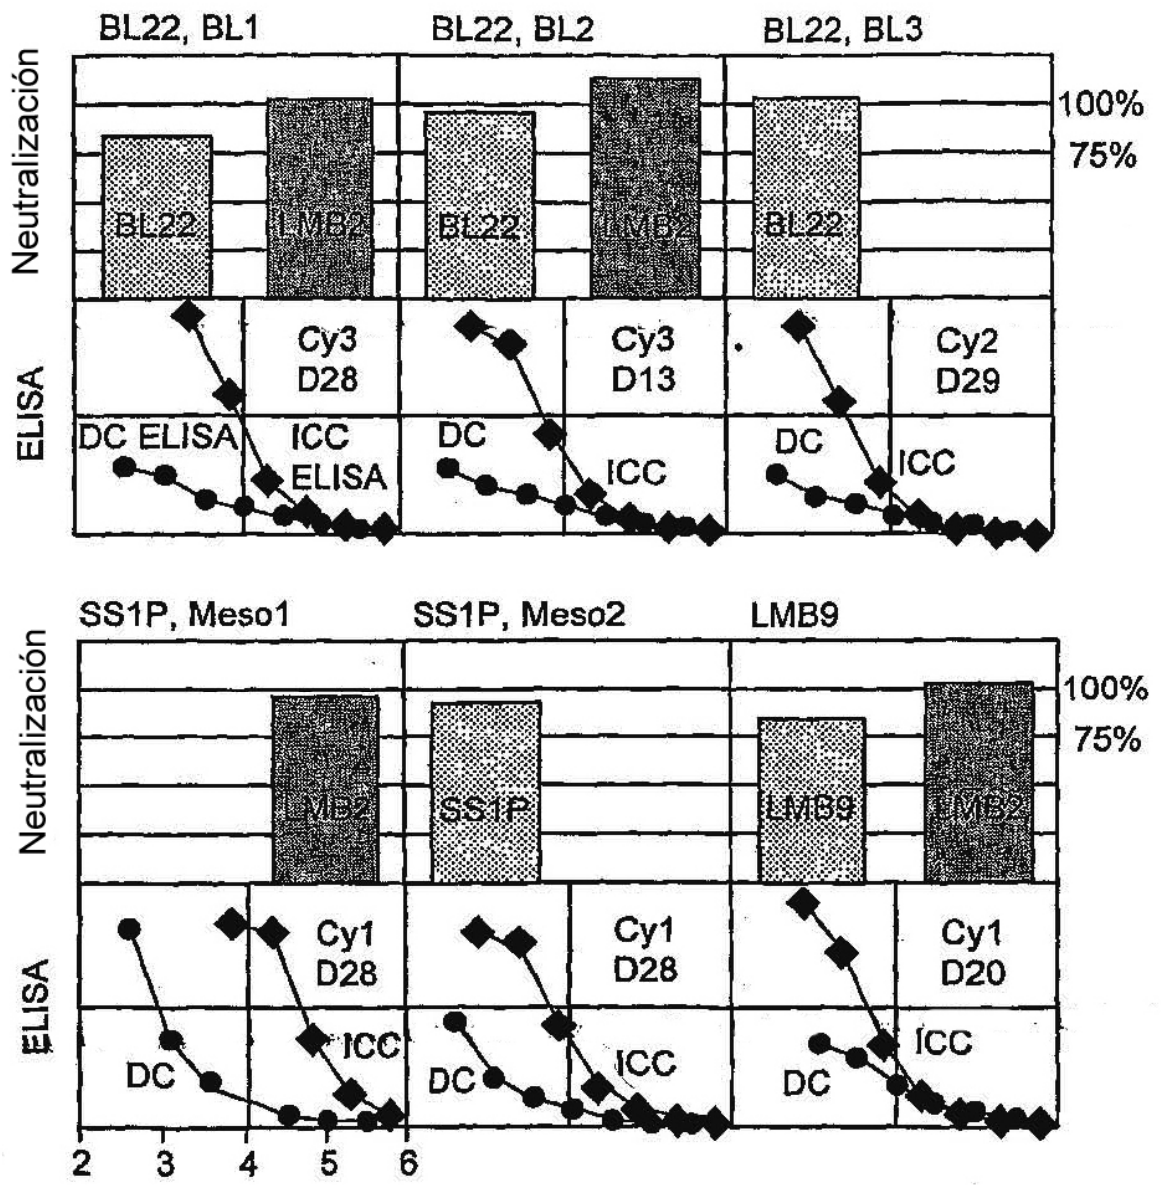 BL22, BL1 BL22, BL2 BL22, BL3
Neutralización
100%
75%
BL22 LMB2 BL22 LMB2 BL22
ELISA
Cy3 Cy3 Cy2
D28 D13 D29
DC ELISA ICC DC DC
ELISA ICC ICC
SS1P, Meso1 SS1P, Meso2 LMB9
Neutralización
100%
75%
LMB2 SS1P LMB9 LMB2
ELISA
Cy1 Cy1 Cy1
D28 D28 D20
DC ICC DC ICC DC ICC
2 3 4 5 6